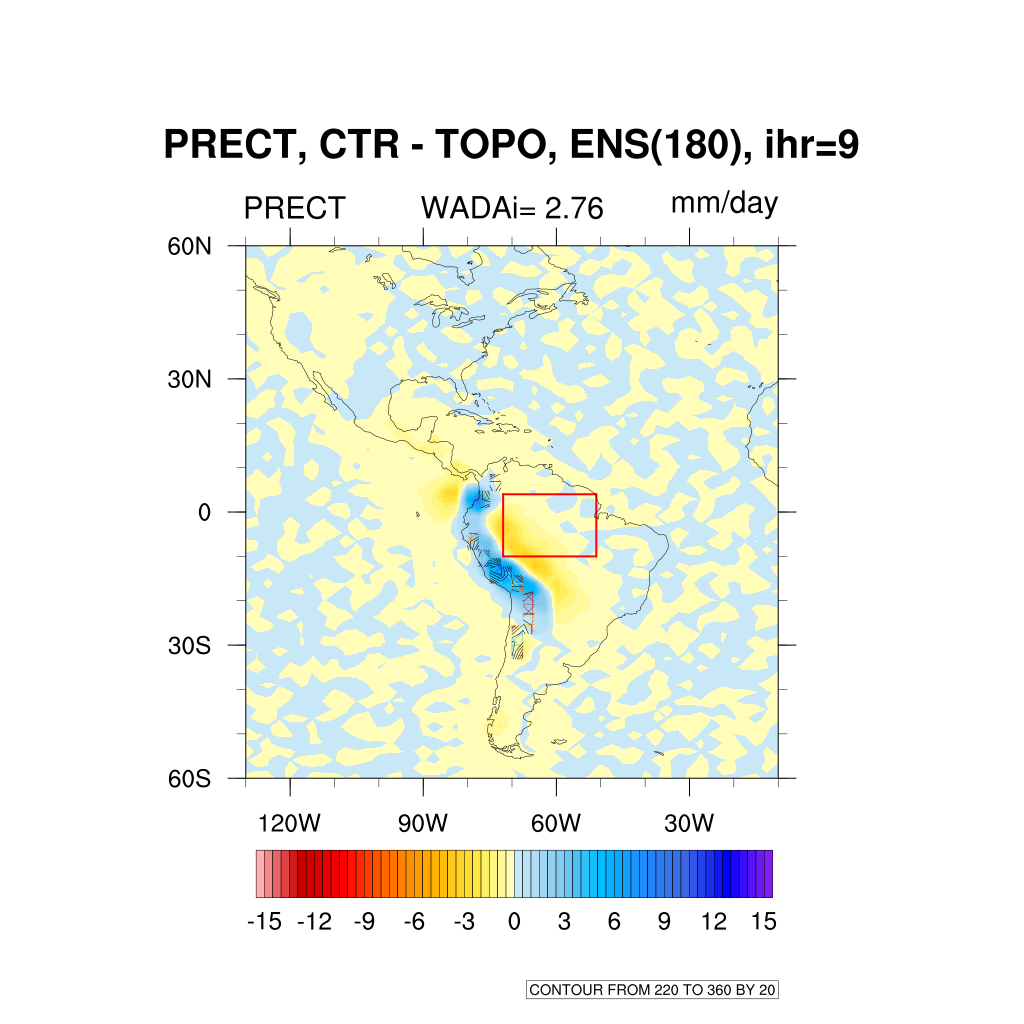 PRECT, CTR - TOPO, ENS(180), ihr=9
PRECT WADAi= 2.76 mm/day
60N
30N
0
30S
60S
120W 90W 60W 30W
-15 -12 -9 -6 -3 0 3 6 9 12 15
CONTOUR FROM 220 TO 360 BY 20